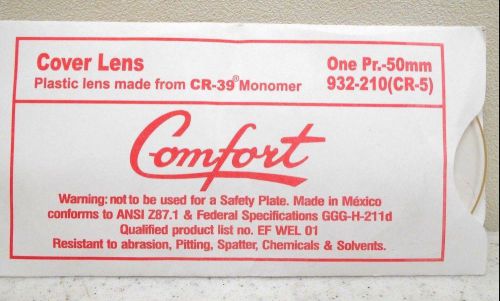 Cover Lens One Pr.-50mm
Plastic lens made from CR-39® Monomer 932-210(CR-5)
Comfort
Warning: not to be used for a Safety Plate. Made in México
conforms to ANSI Z87.1 & Federal Specifications GGG-H-211d
Qualified product list no. EF WEL 01
Resistant to abrasion, Pitting, Spatter, Chemicals & Solvents.